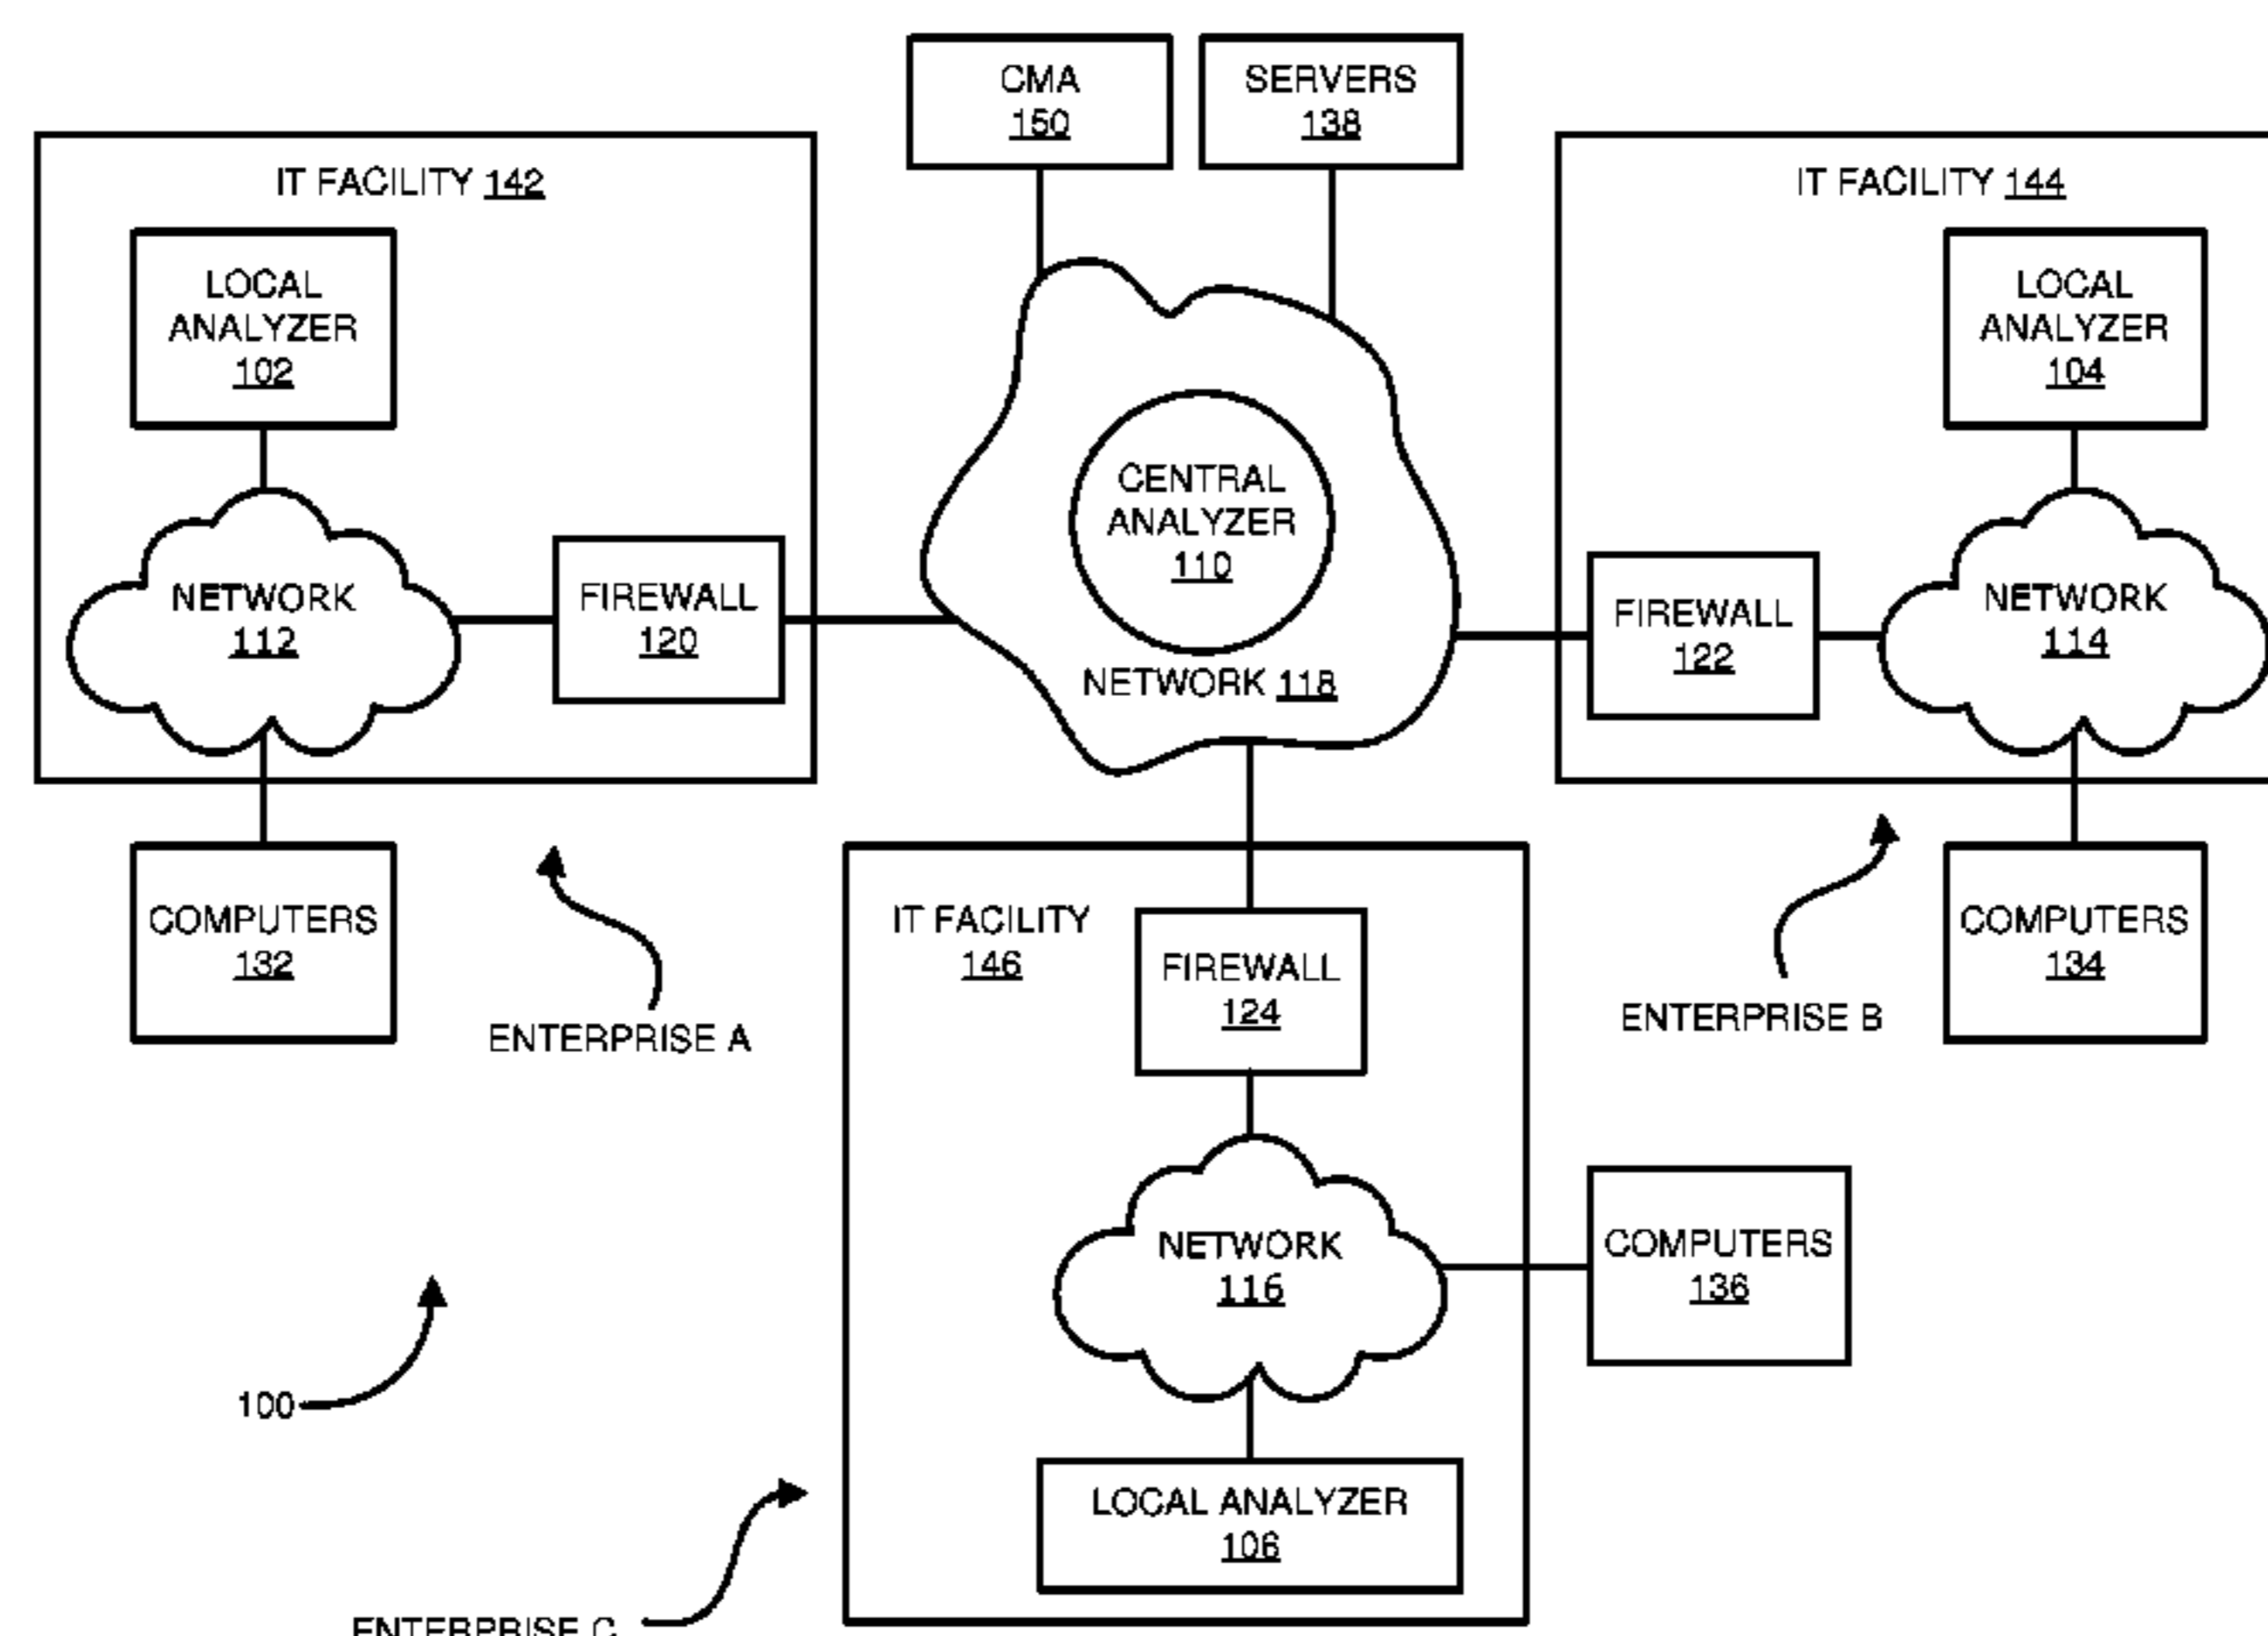 CMA
150
SERVERS
138
IT FACILITY 142
LOCAL
ANALYZER
102
NETWORK
112
FIREWALL
120
COMPUTERS
132
ENTERPRISE A
CENTRAL
ANALYZER
110
NETWORK 118
IT FACILITY 144
LOCAL
ANALYZER
104
FIREWALL
122
NETWORK
114
COMPUTERS
134
ENTERPRISE B
IT FACILITY
146
FIREWALL
124
NETWORK
116
COMPUTERS
136
LOCAL ANALYZER
106
100
ENTERPRISE C